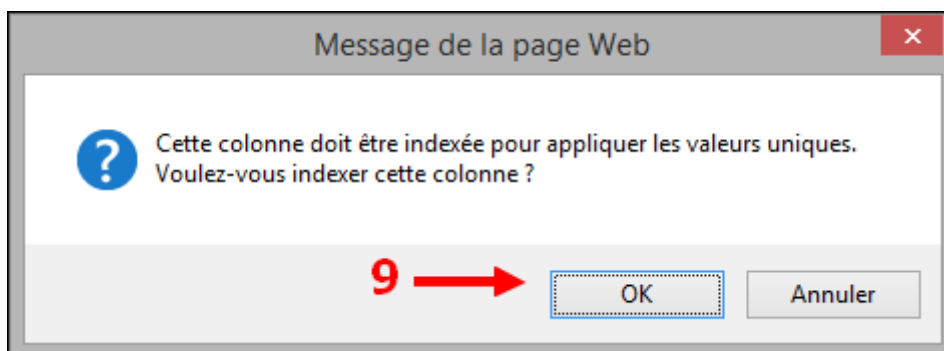 Message de la page Web
Cette colonne doit être indexée pour appliquer les valeurs uniques.
Voulez-vous indexer cette colonne ?
9
OK
Annuler